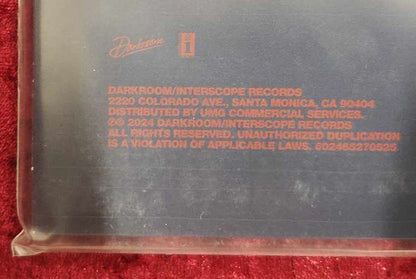 Darkroom
DARKROOM/INTERSCOPE RECORDS
2220 COLORADO AVE., SANTA MONICA, CA 90404
DISTRIBUTED BY UMG COMMERCIAL SERVICES.
℗© 2024 DARKROOM/INTERSCOPE RECORDS
ALL RIGHTS RESERVED. UNAUTHORIZED DUPLICATION
IS A VIOLATION OF APPLICABLE LAWS. 602465270525